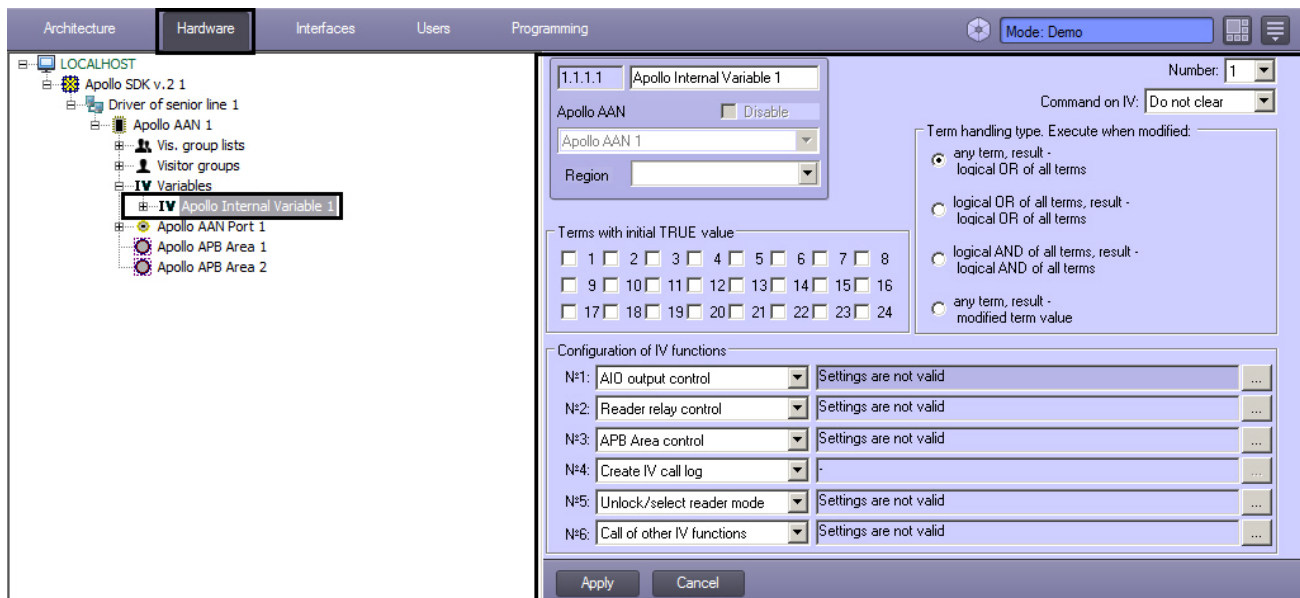 Architecture Hardware Interfaces Users Programming Mode: Demo
LOCALHOST
Apollo SDK v.2 1
Driver of senior line 1
Apollo AAN 1
Vis. group lists
Visitor groups
IV Variables
IV Apollo Internal Variable 1
Apollo AAN Port 1
Apollo APB Area 1
Apollo APB Area 2
1.1.1.1 Apollo Internal Variable 1
Apollo AAN Disable
Apollo AAN 1
Region
Number: 1
Command on IV: Do not clear
Term handling type. Execute when modified:
any term, result -
logical OR of all terms
logical OR of all terms, result -
logical OR of all terms
logical AND of all terms, result -
logical AND of all terms
any term, result -
modified term value
Terms with initial TRUE value
1 2 3 4 5 6 7 8
9 10 11 12 13 14 15 16
17 18 19 20 21 22 23 24
Configuration of IV functions
№1: AIO output control Settings are not valid ...
№2: Reader relay control Settings are not valid ...
№3: APB Area control Settings are not valid ...
№4: Create IV call log - ...
№5: Unlock/select reader mode Settings are not valid ...
№6: Call of other IV functions Settings are not valid ...
Apply Cancel